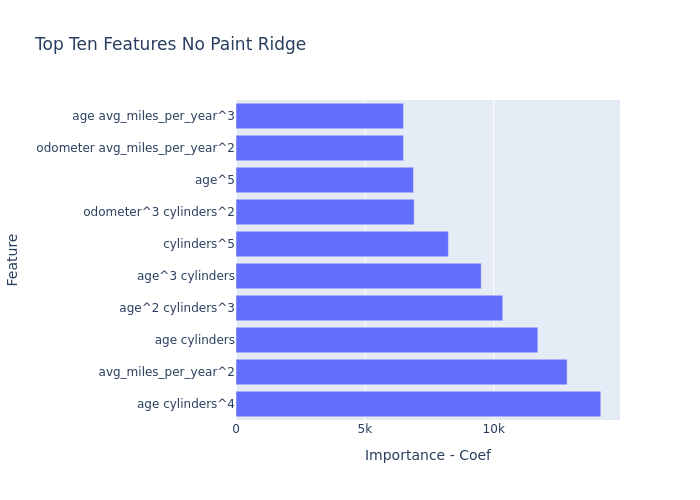 Top Ten Features No Paint Ridge
age avg_miles_per_year^3
odometer avg_miles_per_year^2
age^5
odometer^3 cylinders^2
cylinders^5
age^3 cylinders
age^2 cylinders^3
age cylinders
avg_miles_per_year^2
age cylinders^4
Feature
0
5k
10k
Importance - Coef